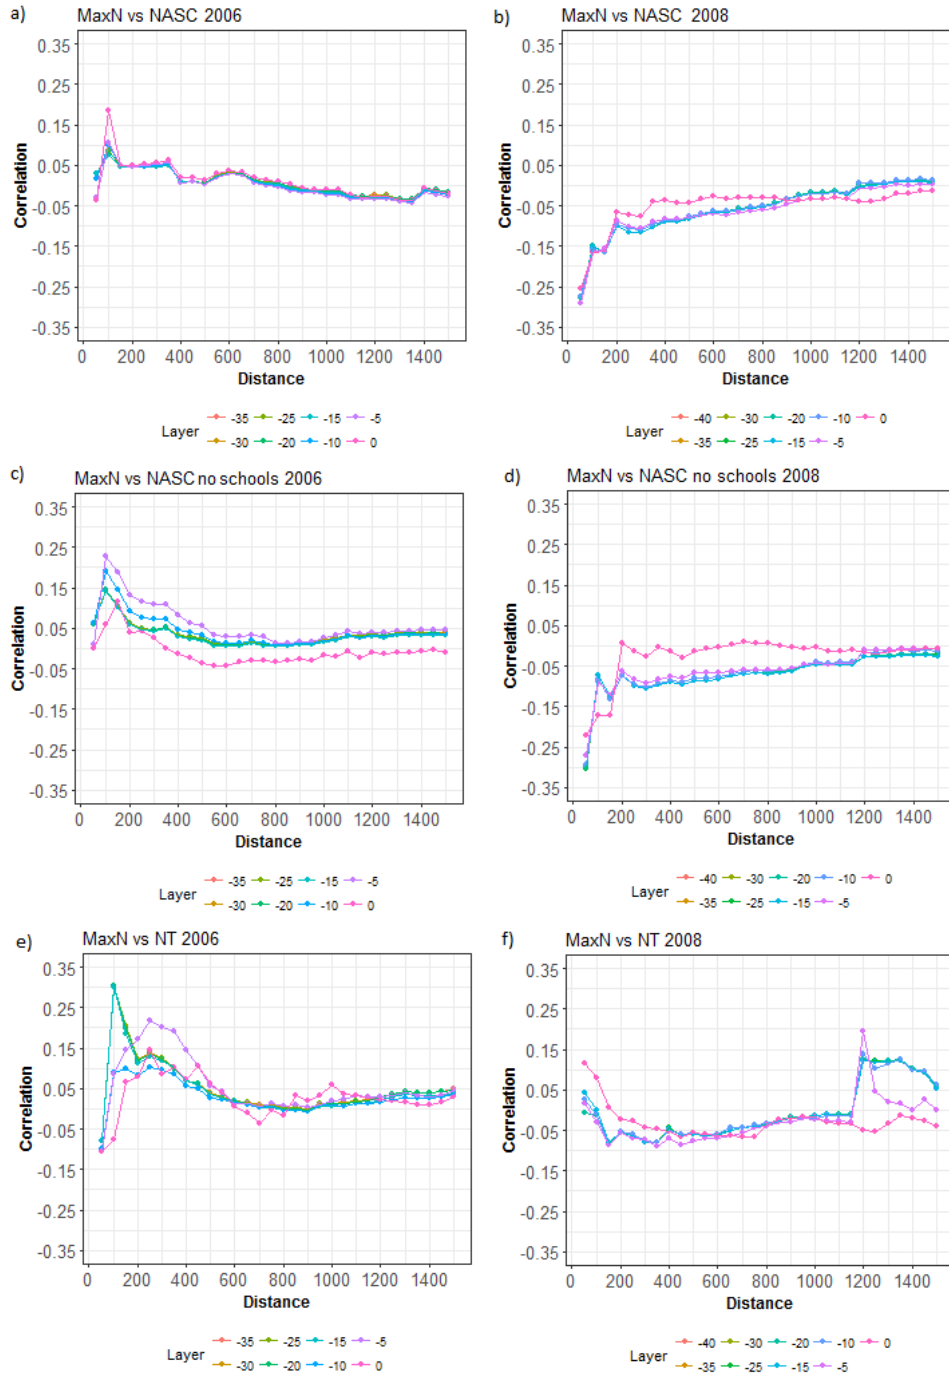 a)
MaxN vs NASC 2006
0.35
0.25
0.15
0.05
-0.05
-0.15
-0.25
-0.35
Correlation
0 200 400 600 800 1000 1200 1400
Distance
Layer
-35 -25 -15 -5
-30 -20 -10 0
b)
MaxN vs NASC 2008
0.35
0.25
0.15
0.05
-0.05
-0.15
-0.25
-0.35
Correlation
0 200 400 600 800 1000 1200 1400
Distance
Layer
-40 -30 -20 -10 0
-35 -25 -15 -5
c)
MaxN vs NASC no schools 2006
0.35
0.25
0.15
0.05
-0.05
-0.15
-0.25
-0.35
Correlation
0 200 400 600 800 1000 1200 1400
Distance
Layer
-35 -25 -15 -5
-30 -20 -10 0
d)
MaxN vs NASC no schools 2008
0.35
0.25
0.15
0.05
-0.05
-0.15
-0.25
-0.35
Correlation
0 200 400 600 800 1000 1200 1400
Distance
Layer
-40 -30 -20 -10 0
-35 -25 -15 -5
e)
MaxN vs NT 2006
0.35
0.25
0.15
0.05
-0.05
-0.15
-0.25
-0.35
Correlation
0 200 400 600 800 1000 1200 1400
Distance
Layer
-35 -25 -15 -5
-30 -20 -10 0
f)
MaxN vs NT 2008
0.35
0.25
0.15
0.05
-0.05
-0.15
-0.25
-0.35
Correlation
0 200 400 600 800 1000 1200 1400
Distance
Layer
-40 -30 -20 -10 0
-35 -25 -15 -5